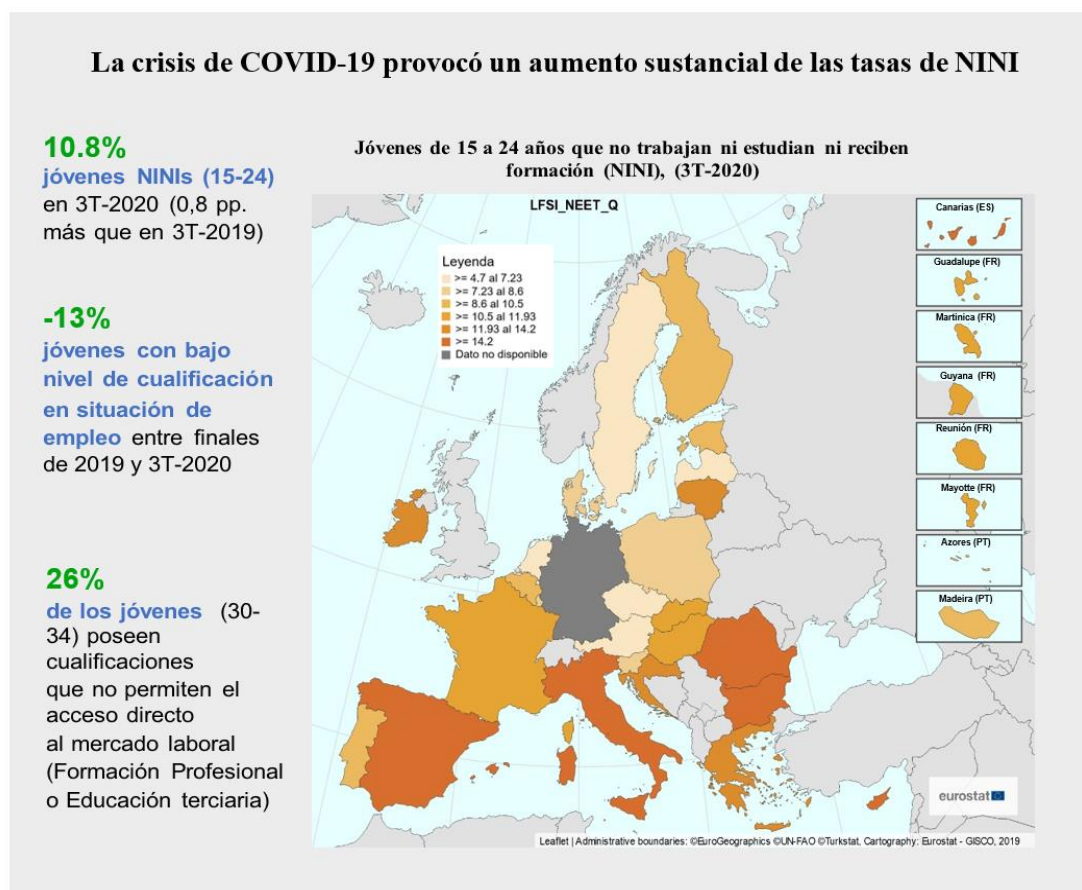 La crisis de COVID-19 provocó un aumento sustancial de las tasas de NINI
10.8%
jóvenes NINIs (15-24)
en 3T-2020 (0,8 pp.
más que en 3T-2019)
-13%
jóvenes con bajo
nivel de cualificación
en situación de
empleo entre finales
de 2019 y 3T-2020
26%
de los jóvenes (30-
34) poseen
cualificaciones
que no permiten el
acceso directo
al mercado laboral
(Formación Profesional
o Educación terciaria)
Jóvenes de 15 a 24 años que no trabajan ni estudian ni reciben
formación (NINI), (3T-2020)
LFSI_NEET_Q
Leyenda
>= 4.7 al 7.23
>= 7.23 al 8.6
>= 8.6 al 10.5
>= 10.5 al 11.93
>= 11.93 al 14.2
>= 14.2
Dato no disponible
Canarias (ES)
Guadalupe (FR)
Martinica (FR)
Guyana (FR)
Reunión (FR)
Mayotte (FR)
Azores (PT)
Madeira (PT)
eurostat
Leaflet | Administrative boundaries: ©EuroGeographics ©UN-FAO ©Turkstat, Cartography: Eurostat - GISCO, 2019